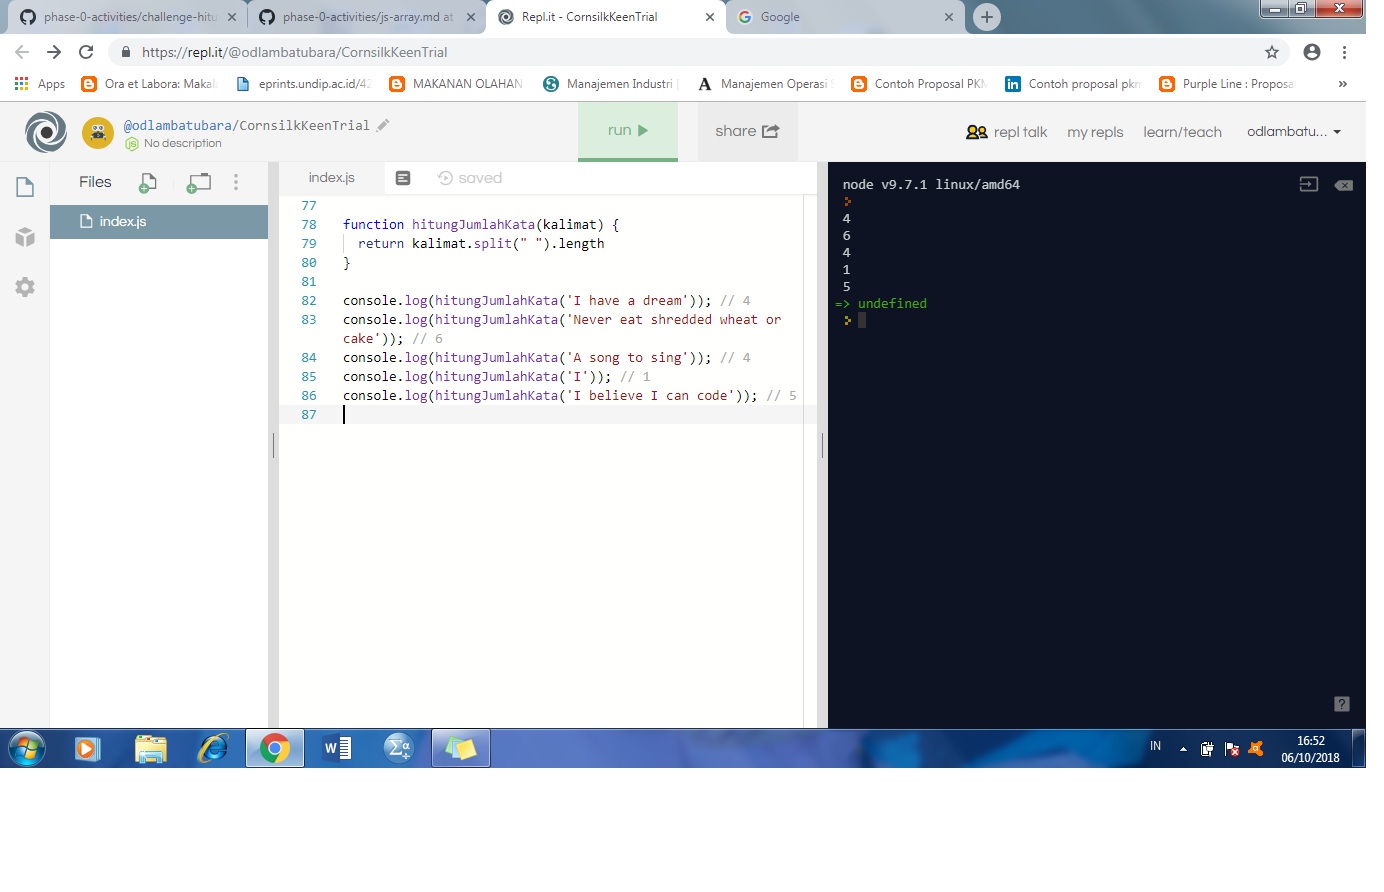 phase-0-activities/challenge-hitu
phase-0-activities/js-array.md at
Repl.it - CornsilkKeenTrial
Google
https://repl.it/@odlambatubara/CornsilkKeenTrial
Apps
Ora et Labora: Makal
eprints.undip.ac.id/42
MAKANAN OLAHAN
Manajemen Industri |
Manajemen Operasi S
Contoh Proposal PKM
Contoh proposal pkm
Purple Line : Proposa
»
@odlambatubara/CornsilkKeenTrial
No description
run
share
repl talk
my repls
learn/teach
odlambatu...
Files
index.js
index.js
saved
77
78 function hitungJumlahKata(kalimat) {
79 return kalimat.split(" ").length
80 }
81
82 console.log(hitungJumlahKata('I have a dream')); // 4
83 console.log(hitungJumlahKata('Never eat shredded wheat or
cake')); // 6
84 console.log(hitungJumlahKata('A song to sing')); // 4
85 console.log(hitungJumlahKata('I')); // 1
86 console.log(hitungJumlahKata('I believe I can code')); // 5
87
node v9.7.1 linux/amd64
4
6
4
1
5
=> undefined
?
IN
16:52
06/10/2018